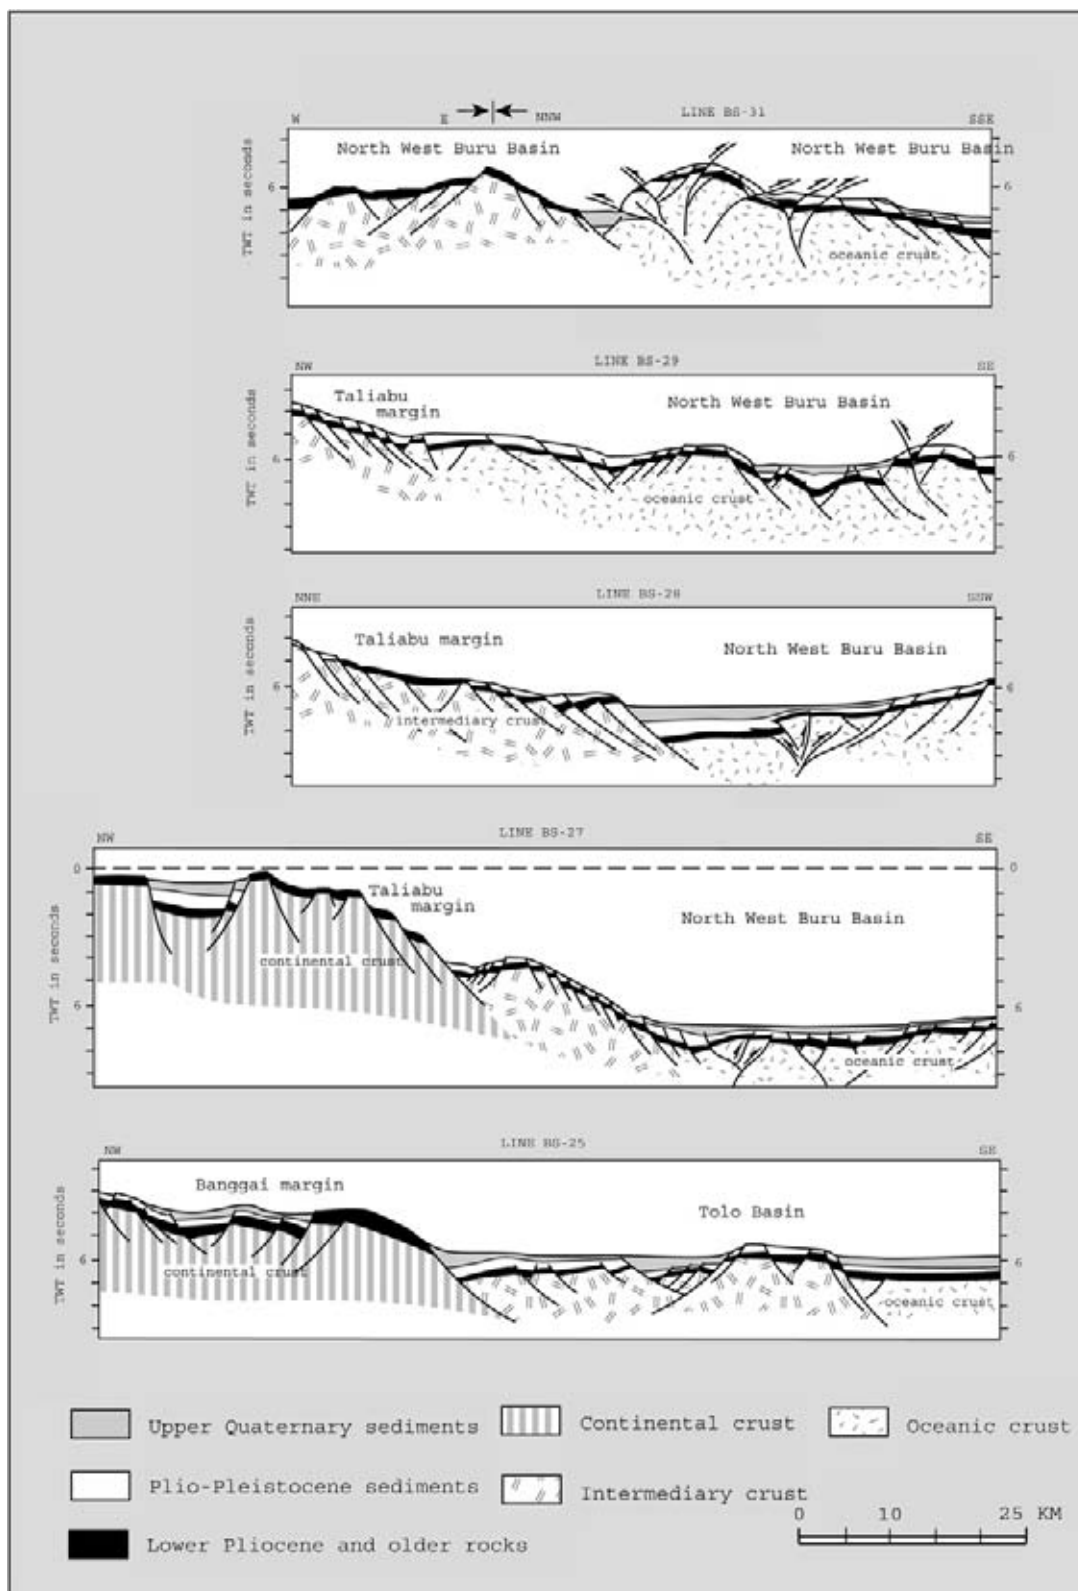 LINE BS-31
W E NNW SSE
North West Buru Basin North West Buru Basin
TWT in seconds
6 6
oceanic crust
LINE BS-29
NW SE
Taliabu
margin
North West Buru Basin
TWT in seconds
6 6
oceanic crust
LINE BS-28
NNE SSW
Taliabu margin
North West Buru Basin
TWT in seconds
6 6
intermediary crust
LINE BS-27
NW SE
0 0
Taliabu
margin
North West Buru Basin
TWT in seconds
continental crust
6 6
oceanic crust
LINE BS-25
NW SE
Banggai margin
Tolo Basin
TWT in seconds
6 6
continental crust
oceanic crust
Upper Quaternary sediments
Continental crust
Oceanic crust
Plio-Pleistocene sediments
Intermediary crust
Lower Pliocene and older rocks
0 10 25 KM